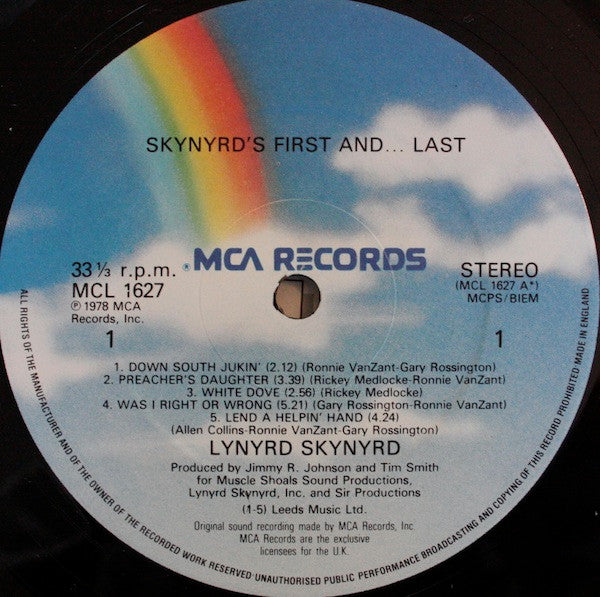 SKYNYRD'S FIRST AND... LAST
® MCA RECORDS
33⅓ r.p.m.
MCL 1627
℗ 1978 MCA
Records, Inc.
1
STEREO
(MCL 1627 A*)
MCPS/BIEM
1
1. DOWN SOUTH JUKIN' (2.12) (Ronnie VanZant-Gary Rossington)
2. PREACHER'S DAUGHTER (3.39) (Rickey Medlocke-Ronnie VanZant)
3. WHITE DOVE (2.56) (Rickey Medlocke)
4. WAS I RIGHT OR WRONG (5.21) (Gary Rossington-Ronnie VanZant)
5. LEND A HELPIN' HAND (4.24)
(Allen Collins-Ronnie VanZant-Gary Rossington)
LYNYRD SKYNYRD
Produced by Jimmy R. Johnson and Tim Smith
for Muscle Shoals Sound Productions,
Lynyrd Skynyrd, Inc. and Sir Productions
(1-5) Leeds Music Ltd.
Original sound recording made by MCA Records, Inc.
MCA Records are the exclusive
licensees for the U.K.
ALL RIGHTS OF THE MANUFACTURER AND OF THE OWNER OF THE RECORDED WORK RESERVED·UNAUTHORISED PUBLIC PERFORMANCE BROADCASTING AND COPYING OF THIS RECORD PROHIBITED·MADE IN ENGLAND